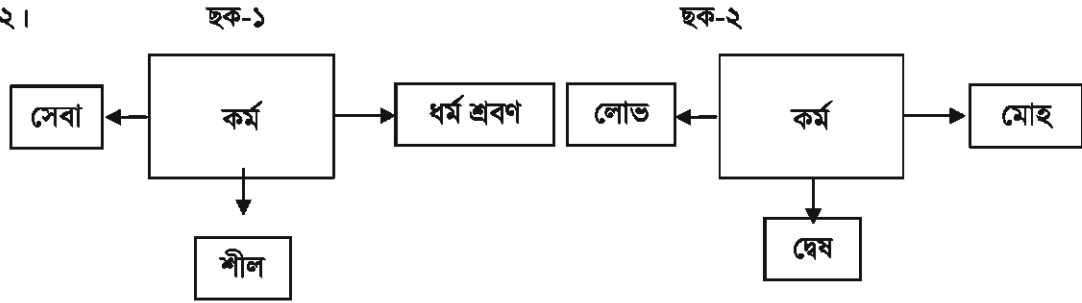 ২। ছক-১ ছক-২
সেবা কর্ম ধর্ম শ্রবণ লোভ কর্ম মোহ
শীল দ্বেষ